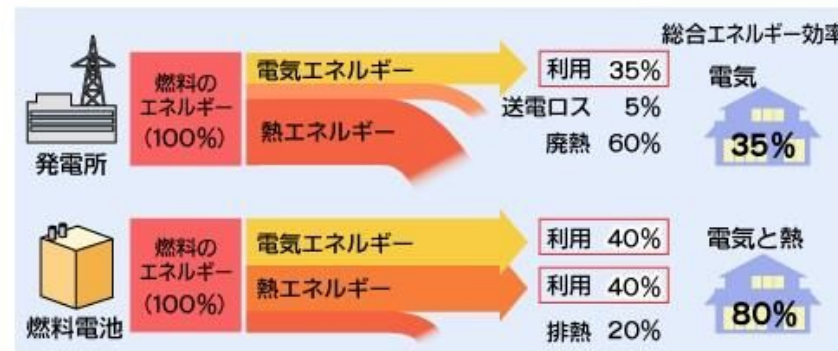 総合エネルギー効率
発電所
燃料の
エネルギー
(100%)
電気エネルギー
熱エネルギー
利用 35%
送電ロス 5%
廃熱 60%
電気
35%
燃料電池
燃料の
エネルギー
(100%)
電気エネルギー
熱エネルギー
利用 40%
利用 40%
排熱 20%
電気と熱
80%